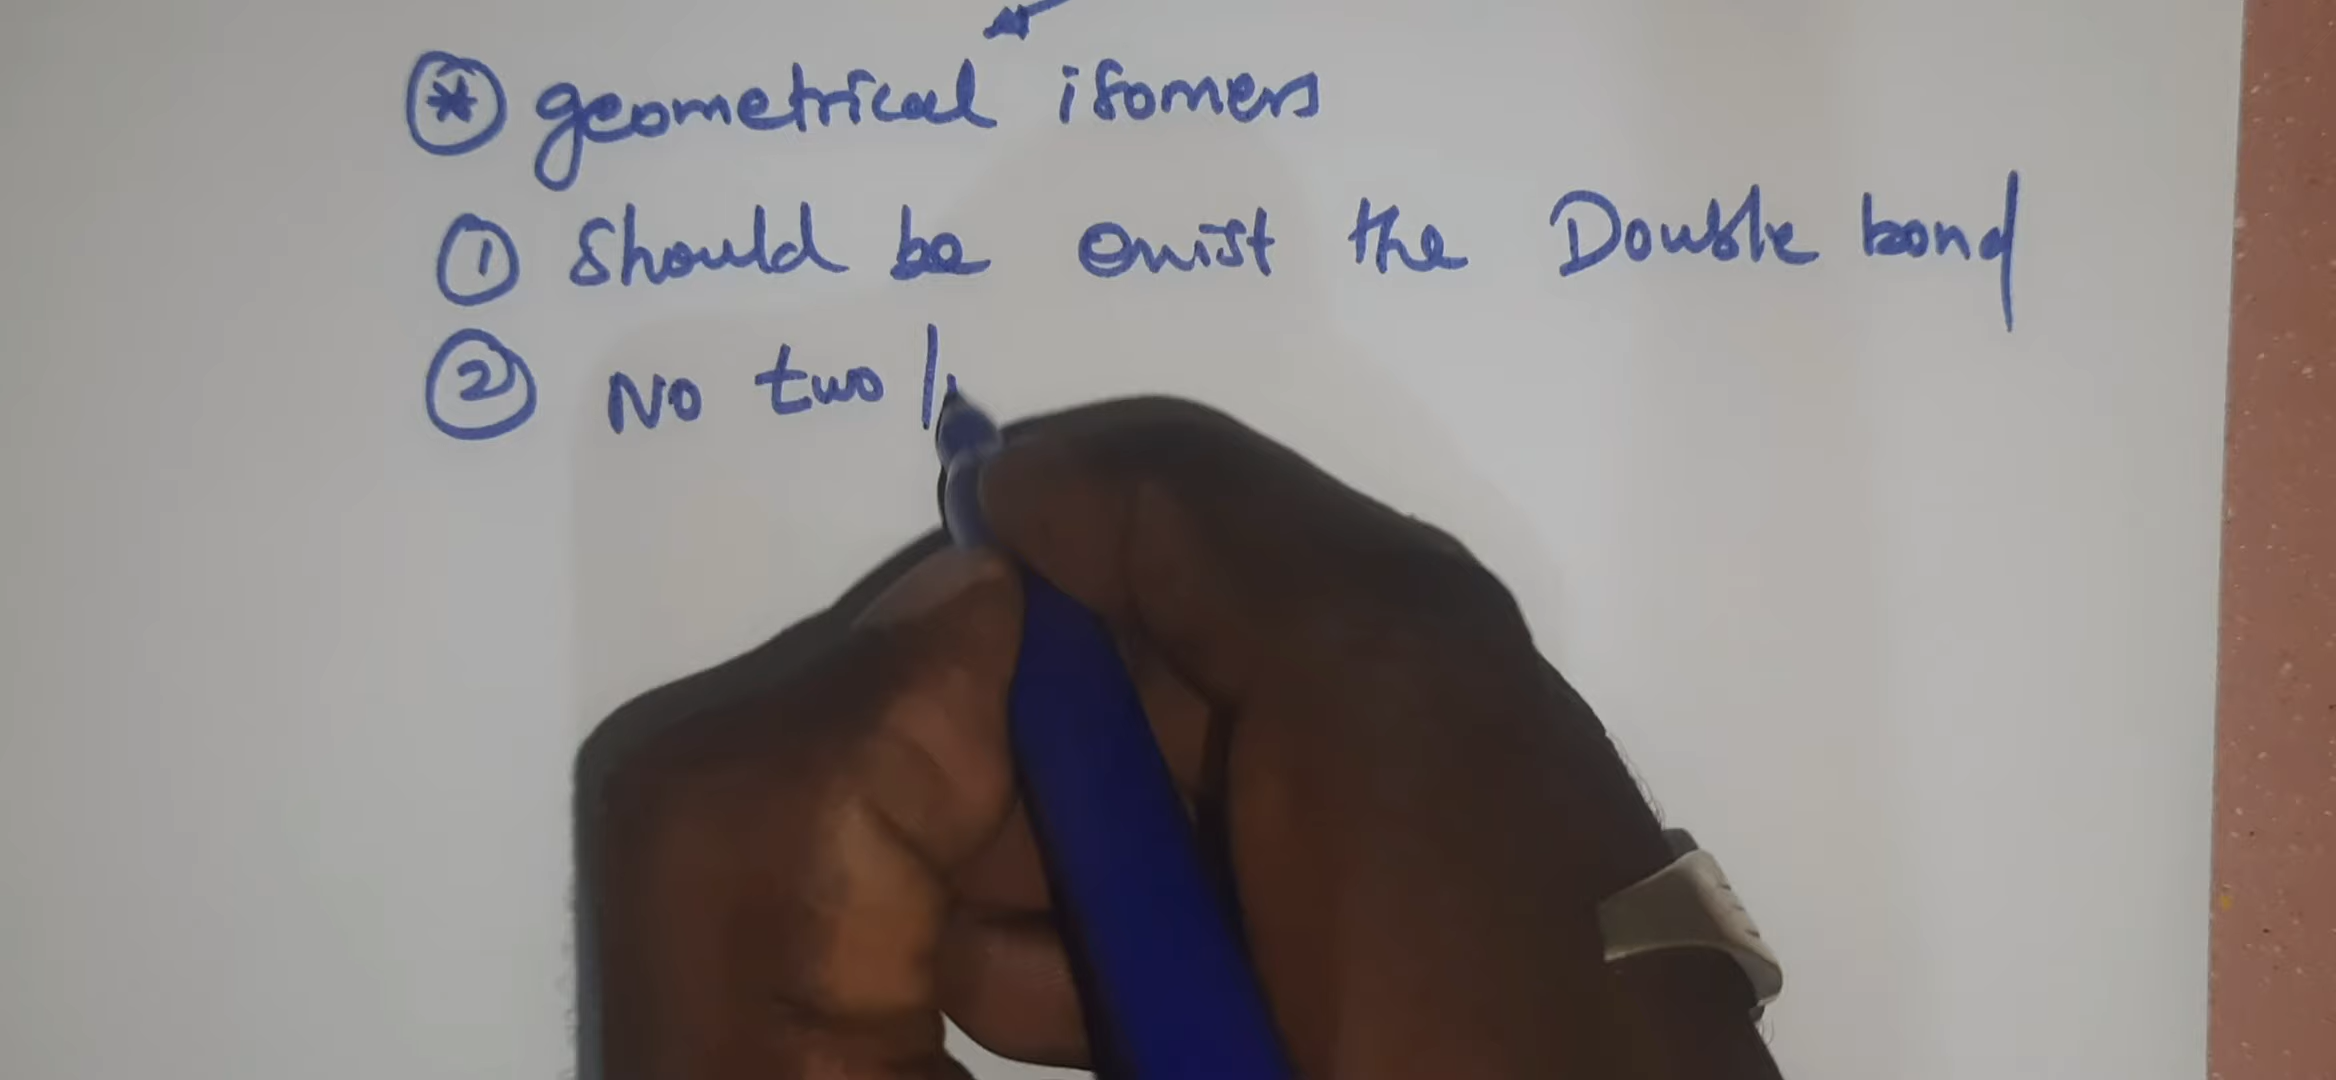 * geometrical isomers
1 Should be exist the Double bond
2 No two